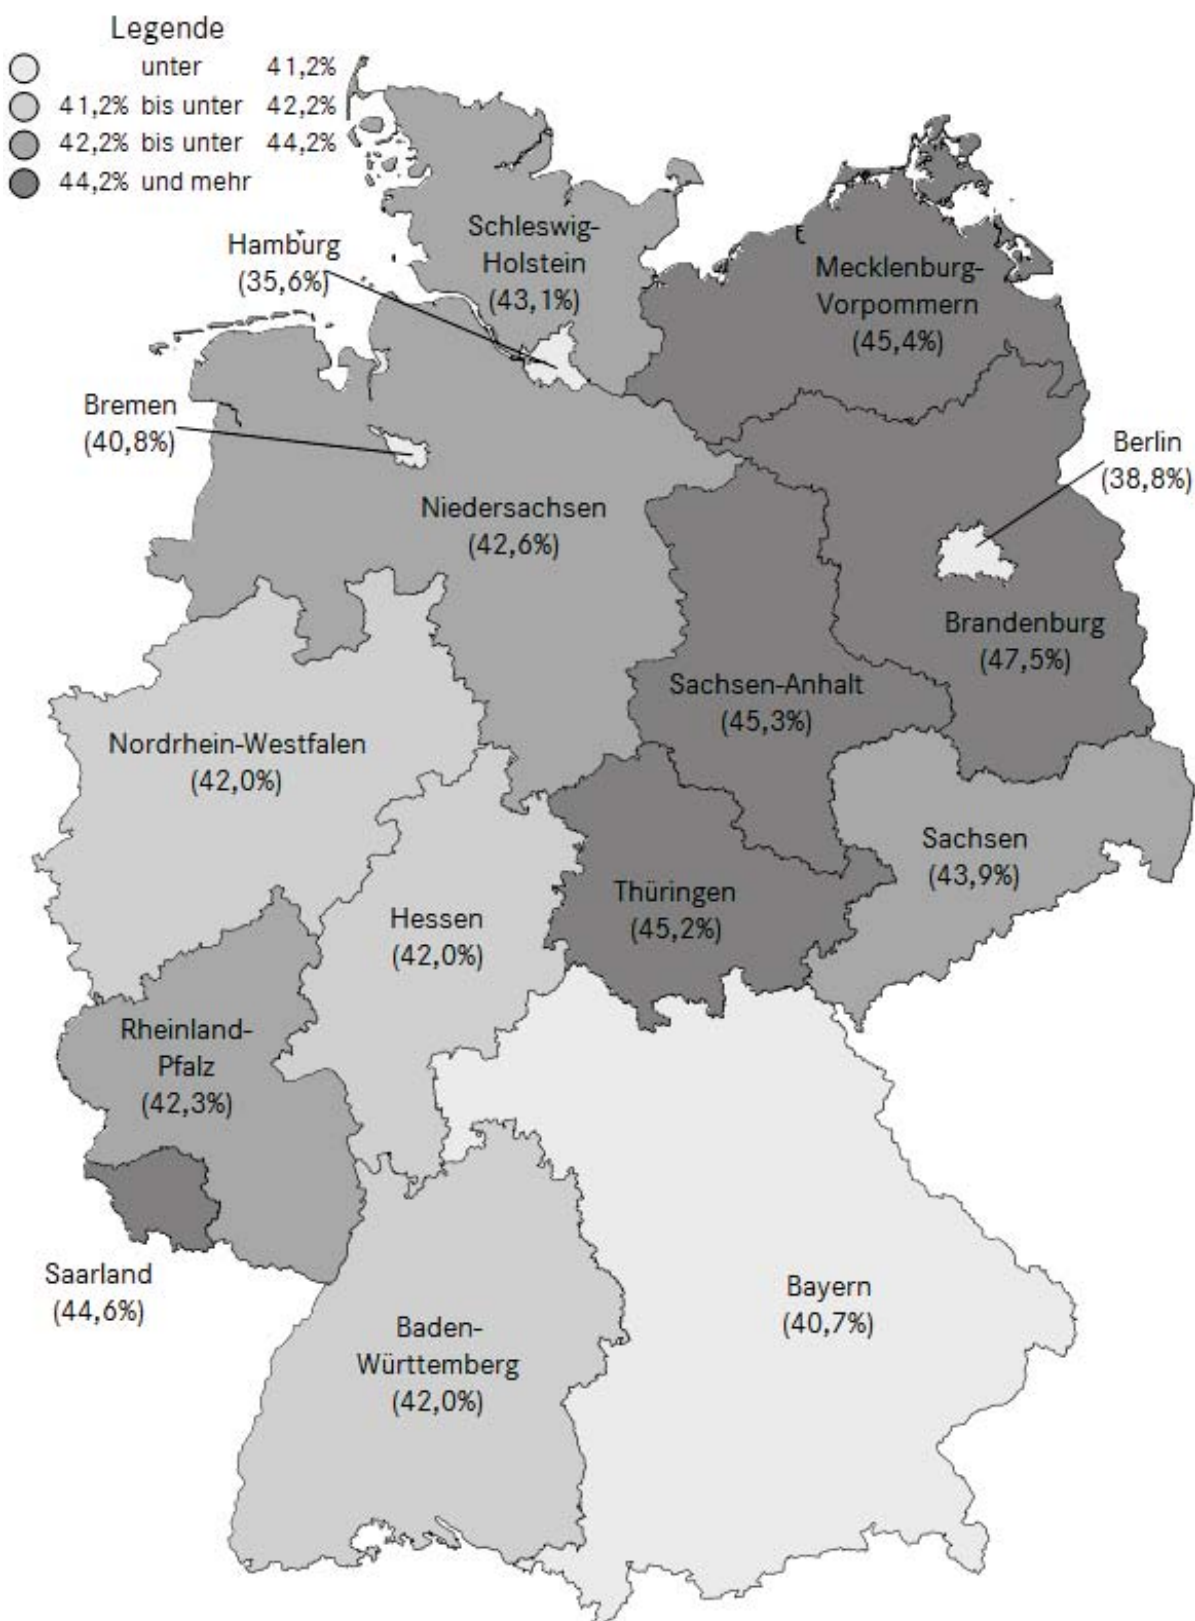 Legende
unter 41,2%
41,2% bis unter 42,2%
42,2% bis unter 44,2%
44,2% und mehr
Schleswig-
Holstein
(43,1%)
Hamburg
(35,6%)
Mecklenburg-
Vorpommern
(45,4%)
Bremen
(40,8%)
Berlin
(38,8%)
Niedersachsen
(42,6%)
Brandenburg
(47,5%)
Sachsen-Anhalt
(45,3%)
Nordrhein-Westfalen
(42,0%)
Sachsen
(43,9%)
Thüringen
(45,2%)
Hessen
(42,0%)
Rheinland-
Pfalz
(42,3%)
Saarland
(44,6%)
Bayern
(40,7%)
Baden-
Württemberg
(42,0%)